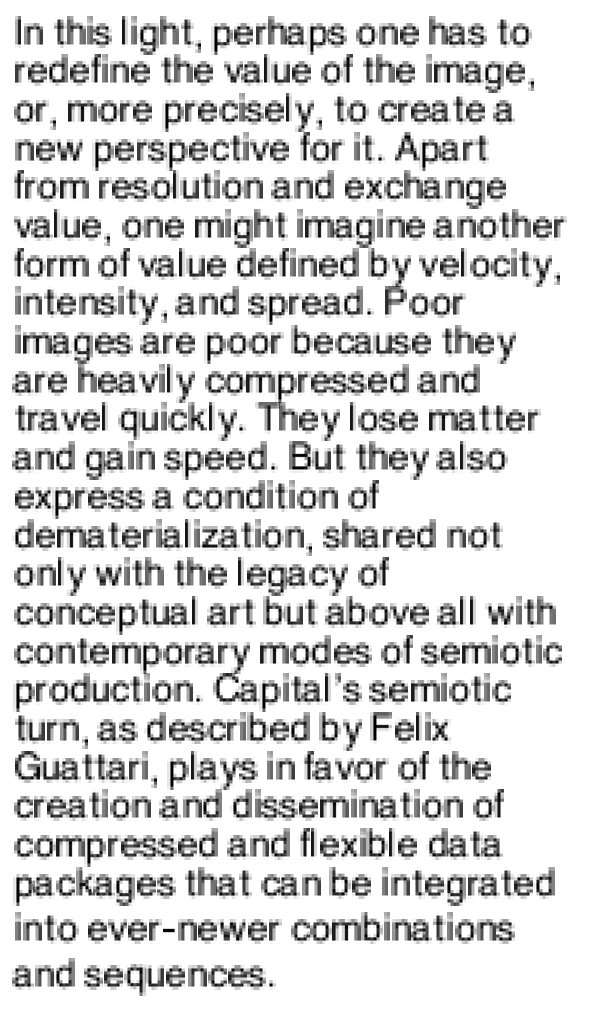 In this light, perhaps one has to
redefine the value of the image,
or, more precisely, to create a
new perspective for it. Apart
from resolution and exchange
value, one might imagine another
form of value defined by velocity,
intensity, and spread. Poor
images are poor because they
are heavily compressed and
travel quickly. They lose matter
and gain speed. But they also
express a condition of
dematerialization, shared not
only with the legacy of
conceptual art but above all with
contemporary modes of semiotic
production. Capital's semiotic
turn, as described by Felix
Guattari, plays in favor of the
creation and dissemination of
compressed and flexible data
packages that can be integrated
into ever-newer combinations
and sequences.